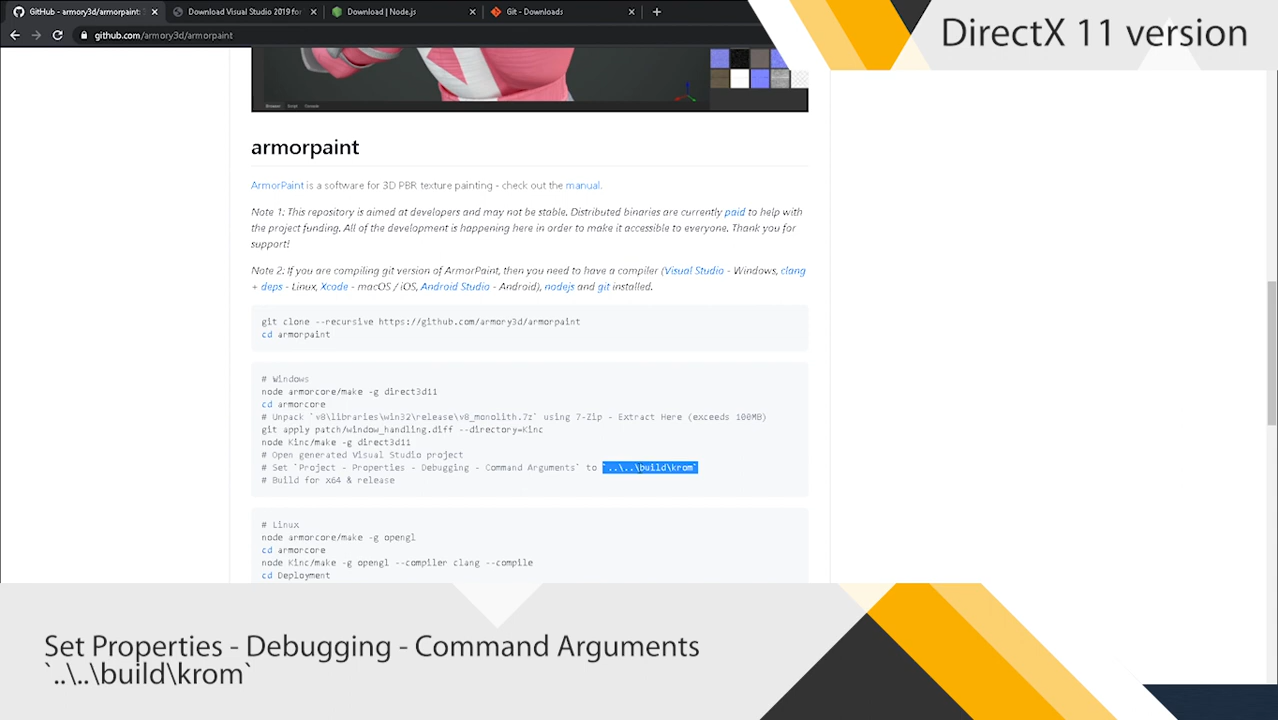 GitHub - armory3d/armorpaint:
Download Visual Studio 2019 for
Download | Node.js
Git - Downloads
github.com/armory3d/armorpaint
DirectX 11 version
Browser Script Console
armorpaint
ArmorPaint is a software for 3D PBR texture painting - check out the manual.
Note 1: This repository is aimed at developers and may not be stable. Distributed binaries are currently paid to help with
the project funding. All of the development is happening here in order to make it accessible to everyone. Thank you for
support!
Note 2: If you are compiling git version of ArmorPaint, then you need to have a compiler (Visual Studio - Windows, clang
+ deps - Linux, Xcode - macOS / iOS, Android Studio - Android), nodejs and git installed.
git clone --recursive https://github.com/armory3d/armorpaint
cd armorpaint
# Windows
node armorcore/make -g direct3d11
cd armorcore
# Unpack `v8\libraries\win32\release\v8_monolith.7z` using 7-Zip - Extract Here (exceeds 100MB)
git apply patch/window_handling.diff --directory=Kinc
node Kinc/make -g direct3d11
# Open generated Visual Studio project
# Set `Project - Properties - Debugging - Command Arguments` to `..\..\build\krom`
# Build for x64 & release
# Linux
node armorcore/make -g opengl
cd armorcore
node Kinc/make -g opengl --compiler clang --compile
cd Deployment
Set Properties - Debugging - Command Arguments
`..\..\build\krom`